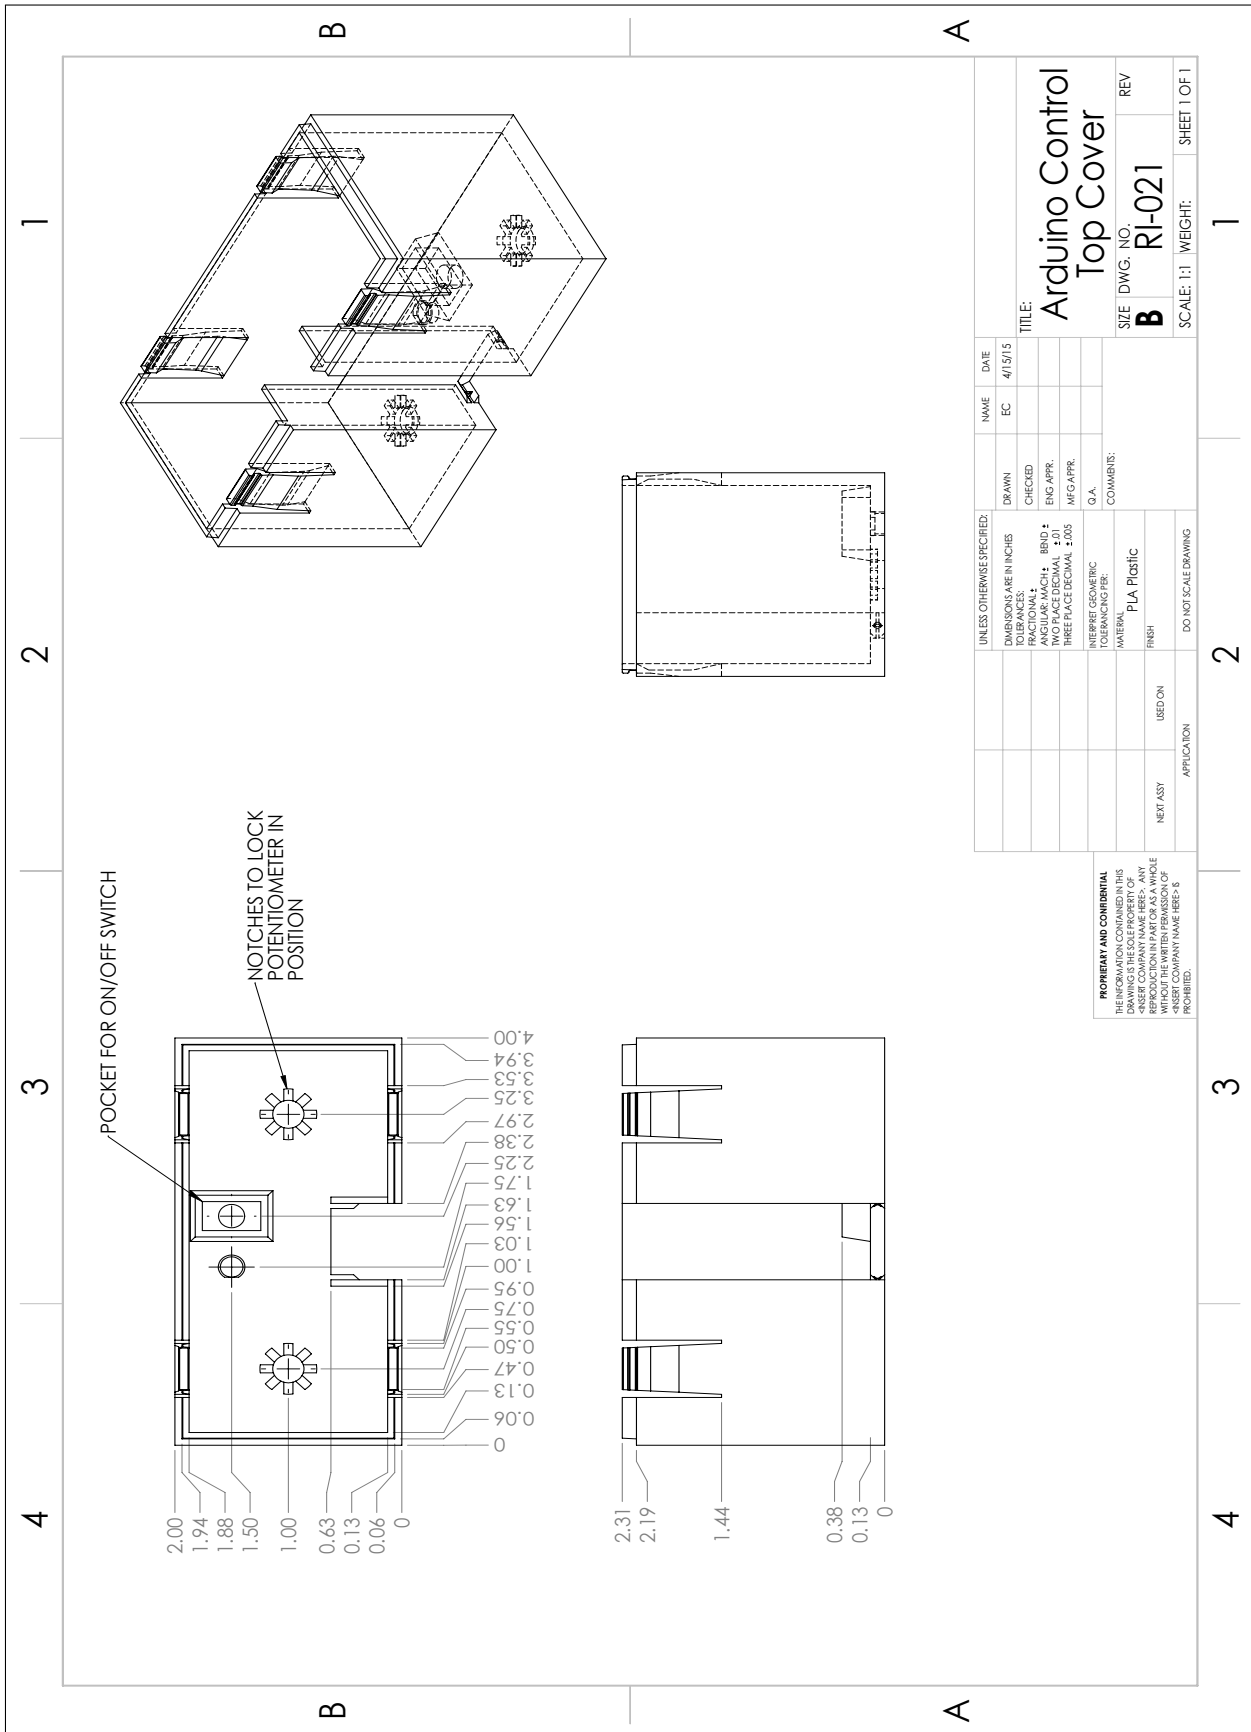 4
3
2
1
B
B
POCKET FOR ON/OFF SWITCH
NOTCHES TO LOCK
POTENTIOMETER IN
POSITION
2.00
1.94
1.88
1.50
1.00
0.63
0.13
0.06
0
0
0.06
0.13
0.47
0.50
0.55
0.75
0.95
1.00
1.03
1.56
1.63
1.75
2.25
2.38
2.97
3.25
3.53
3.94
4.00
2.31
2.19
1.44
0.38
0.13
0
A
A
PROPRIETARY AND CONFIDENTIAL
THE INFORMATION CONTAINED IN THIS
DRAWING IS THE SOLE PROPERTY OF
<INSERT COMPANY NAME HERE>. ANY
REPRODUCTION IN PART OR AS A WHOLE
WITHOUT THE WRITTEN PERMISSION OF
<INSERT COMPANY NAME HERE> IS
PROHIBITED.
NEXT ASSY
USED ON
APPLICATION
UNLESS OTHERWISE SPECIFIED:
DIMENSIONS ARE IN INCHES
TOLERANCES:
FRACTIONAL ±
ANGULAR: MACH ± BEND ±
TWO PLACE DECIMAL ±.01
THREE PLACE DECIMAL ±.005
INTERPRET GEOMETRIC
TOLERANCING PER:
MATERIAL
PLA Plastic
FINISH
DO NOT SCALE DRAWING
NAME
DATE
DRAWN
EC
4/15/15
CHECKED
ENG APPR.
MFG APPR.
Q.A.
COMMENTS:
TITLE:
Arduino Control
Top Cover
SIZE
B
DWG. NO.
RI-021
REV
SCALE: 1:1
WEIGHT:
SHEET 1 OF 1
4
3
2
1